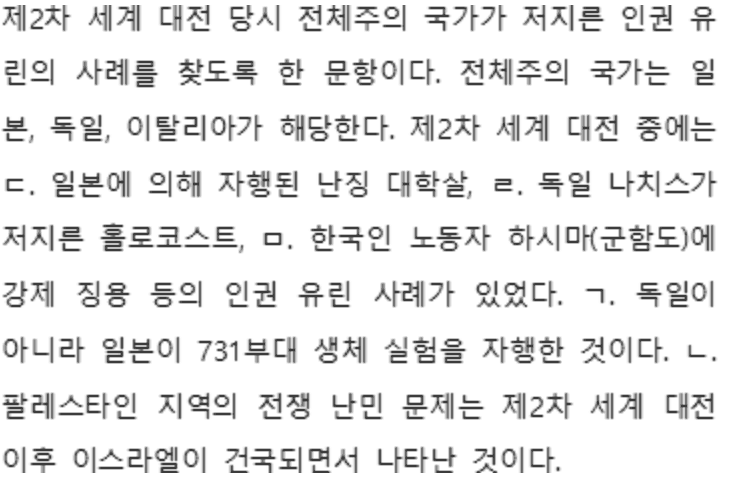 제2차 세계 대전 당시 전체주의 국가가 저지른 인권 유
린의 사례를 찾도록 한 문항이다. 전체주의 국가는 일
본, 독일, 이탈리아가 해당한다. 제2차 세계 대전 중에는
ㄷ. 일본에 의해 자행된 난징 대학살, ㄹ. 독일 나치스가
저지른 홀로코스트, ㅁ. 한국인 노동자 하시마(군함도)에
강제 징용 등의 인권 유린 사례가 있었다. ㄱ. 독일이
아니라 일본이 731부대 생체 실험을 자행한 것이다. ㄴ.
팔레스타인 지역의 전쟁 난민 문제는 제2차 세계 대전
이후 이스라엘이 건국되면서 나타난 것이다.